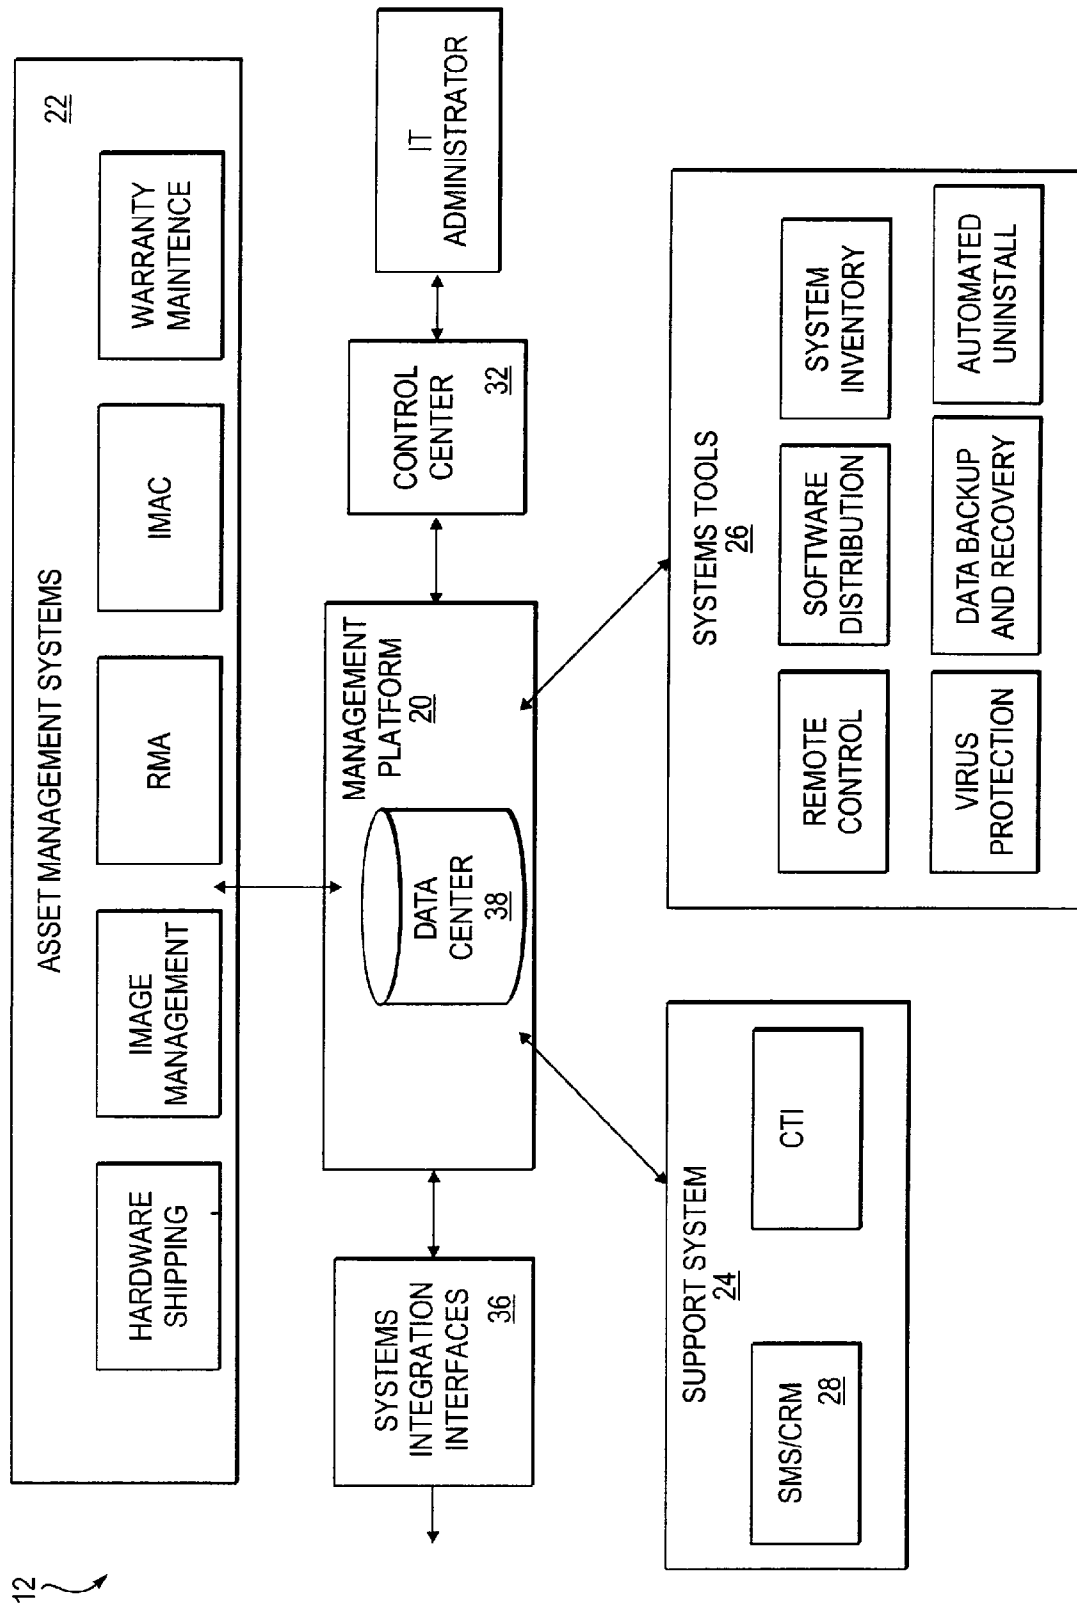 12
ASSET MANAGEMENT SYSTEMS
22
HARDWARE
SHIPPING
IMAGE
MANAGEMENT
RMA
IMAC
WARRANTY
MAINTENCE
SYSTEMS
INTEGRATION
INTERFACES
36
MANAGEMENT
PLATFORM
20
DATA
CENTER
38
CONTROL
CENTER
32
IT
ADMINISTRATOR
SUPPORT SYSTEM
24
SMS/CRM
28
CTI
SYSTEMS TOOLS
26
REMOTE
CONTROL
SOFTWARE
DISTRIBUTION
SYSTEM
INVENTORY
VIRUS
PROTECTION
DATA BACKUP
AND RECOVERY
AUTOMATED
UNINSTALL